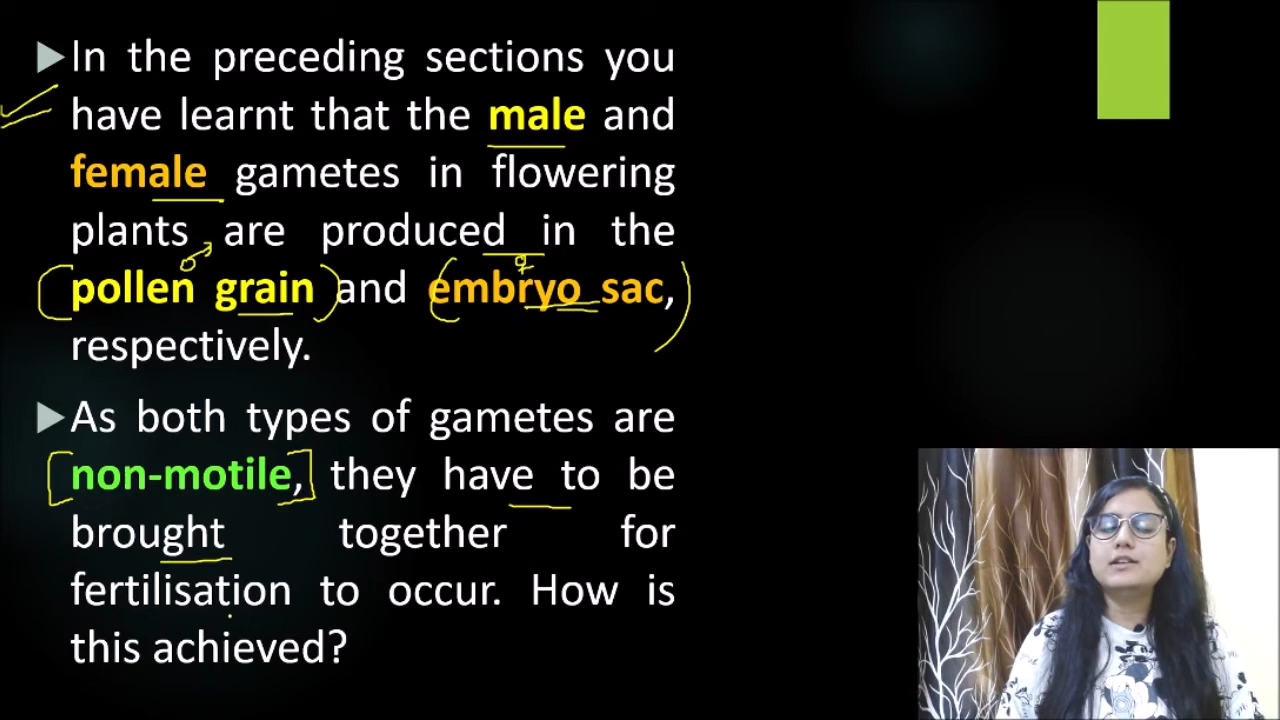 In the preceding sections you
have learnt that the male and
female gametes in flowering
plants are produced in the
pollen grain and embryo sac,
respectively.
As both types of gametes are
non-motile, they have to be
brought together for
fertilisation to occur. How is
this achieved?